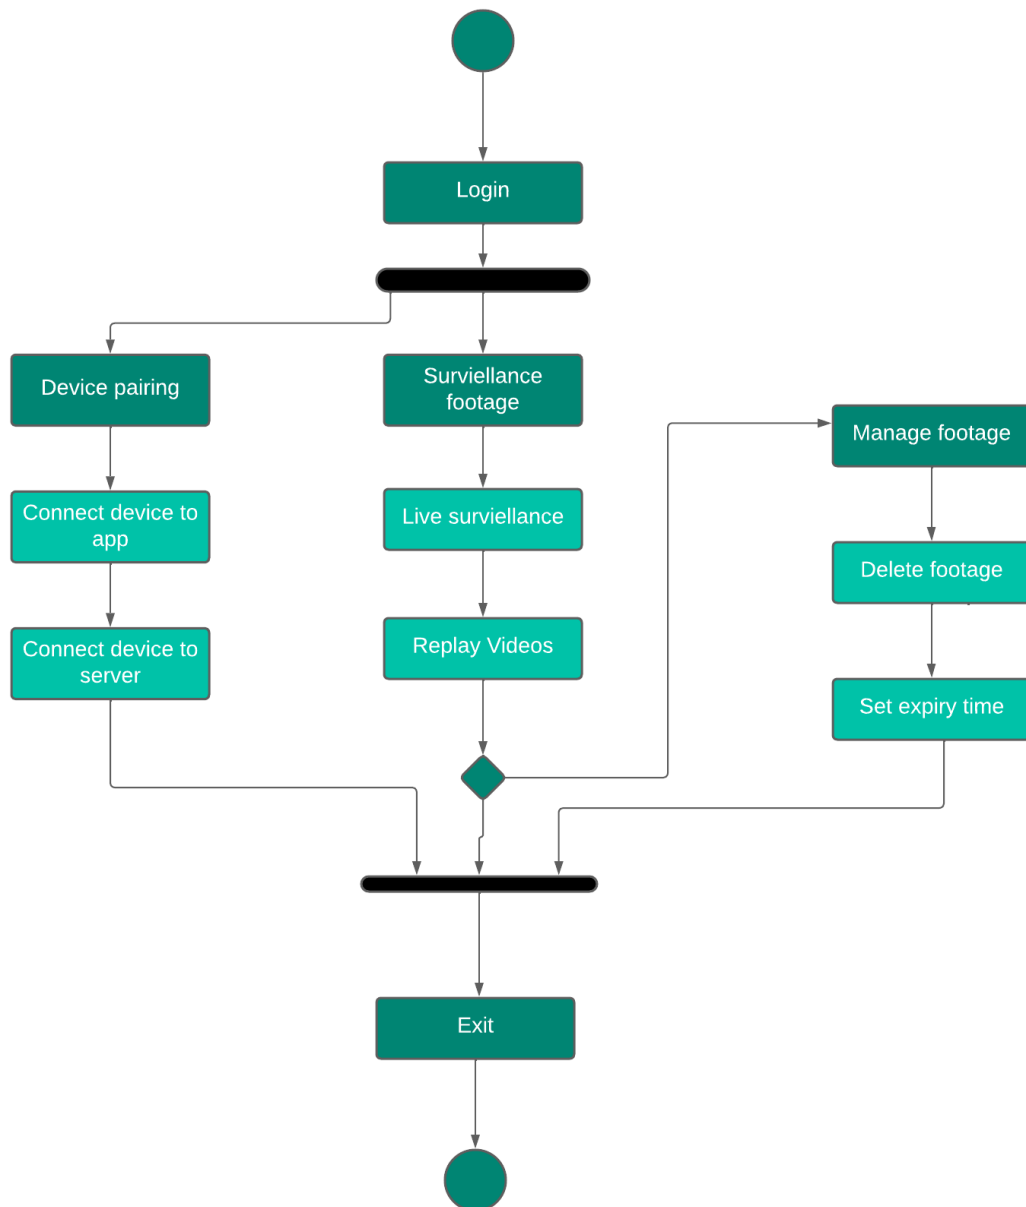 Login
Device pairing
Surviellance
footage
Manage footage
Connect device to
app
Live surviellance
Delete footage
Connect device to
server
Replay Videos
Set expiry time
Exit